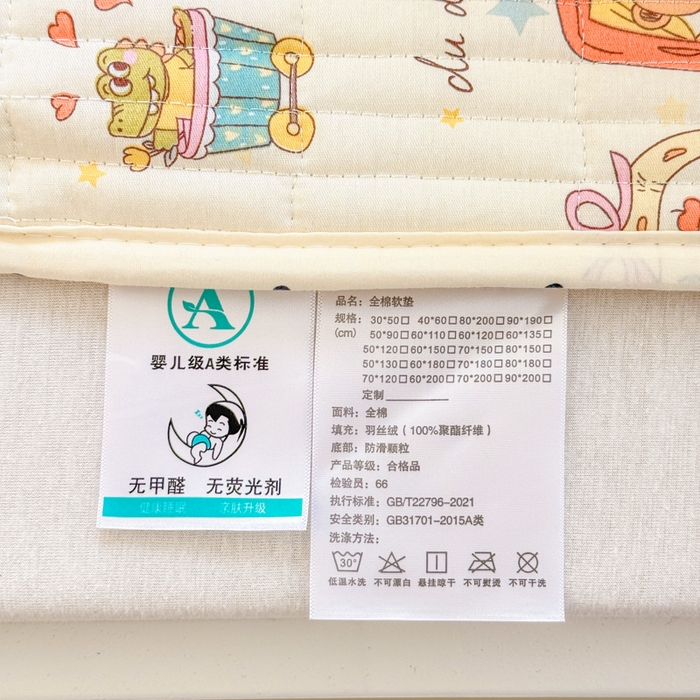 du d
A
婴儿级A类标准
无甲醛 无荧光剂
健康睡眠 亲肤升级
品名：全棉软垫
规格：30*50□ 40*60□ 80*200□ 90*190□
(cm) 50*90□ 60*110□ 60*120□ 60*135□
50*120□ 60*150□ 70*150□ 80*150□
50*130□ 60*180□ 70*180□ 80*180□
70*120□ 60*200□ 70*200□ 90*200□
定制
面料：全棉
填充：羽丝绒（100%聚酯纤维）
底部：防滑颗粒
产品等级：合格品
检验员：66
执行标准：GB/T22796-2021
安全类别：GB31701-2015A类
洗涤方法：
30°
低温水洗 不可漂白 悬挂晾干 不可熨烫 不可干洗